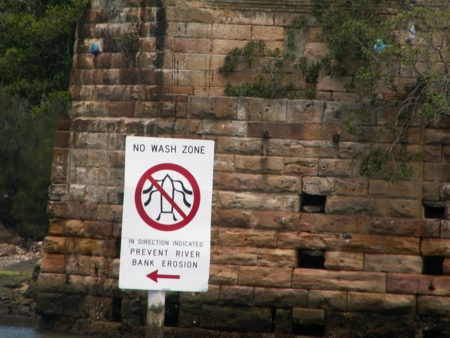 NO WASH ZONE
IN DIRECTION INDICATED
PREVENT RIVER
BANK EROSION